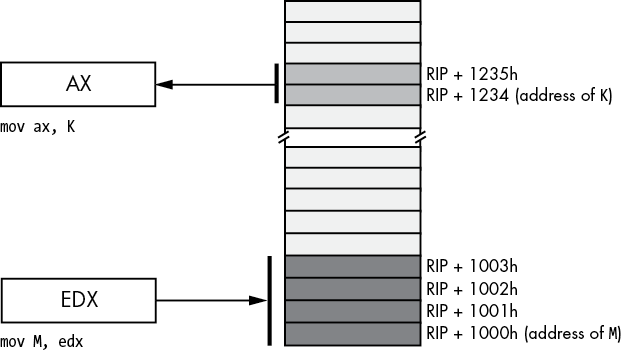 RIP + 1235h
AX
RIP + 1234 (address of K)
mov ax, K
RIP + 1003h
EDX
RIP + 1002h
RIP + 1001h
RIP + 1000h (address of M)
mov M, edx